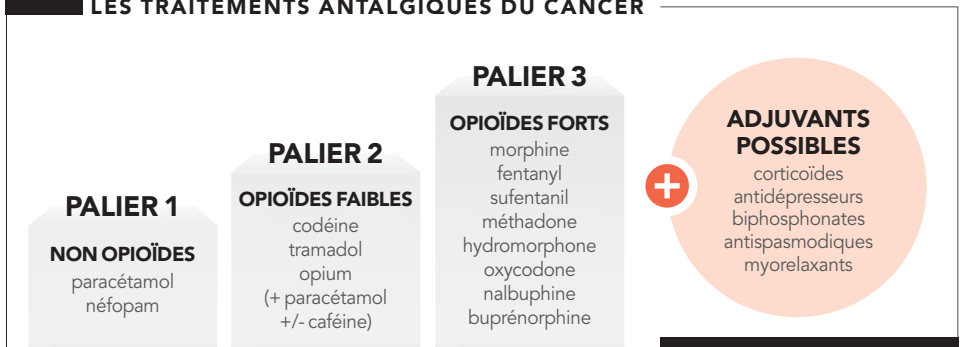 LES TRAITEMENTS ANTALGIQUES DU CANCER
PALIER 1
NON OPIOÏDES
paracétamol
néfopam
PALIER 2
OPIOÏDES FAIBLES
codéine
tramadol
opium
(+ paracétamol
+/- caféine)
PALIER 3
OPIOÏDES FORTS
morphine
fentanyl
sufentanil
méthadone
hydromorphone
oxycodone
nalbuphine
buprénorphine
+
ADJUVANTS
POSSIBLES
corticoïdes
antidépresseurs
biphosphonates
antispasmodiques
myorelaxants